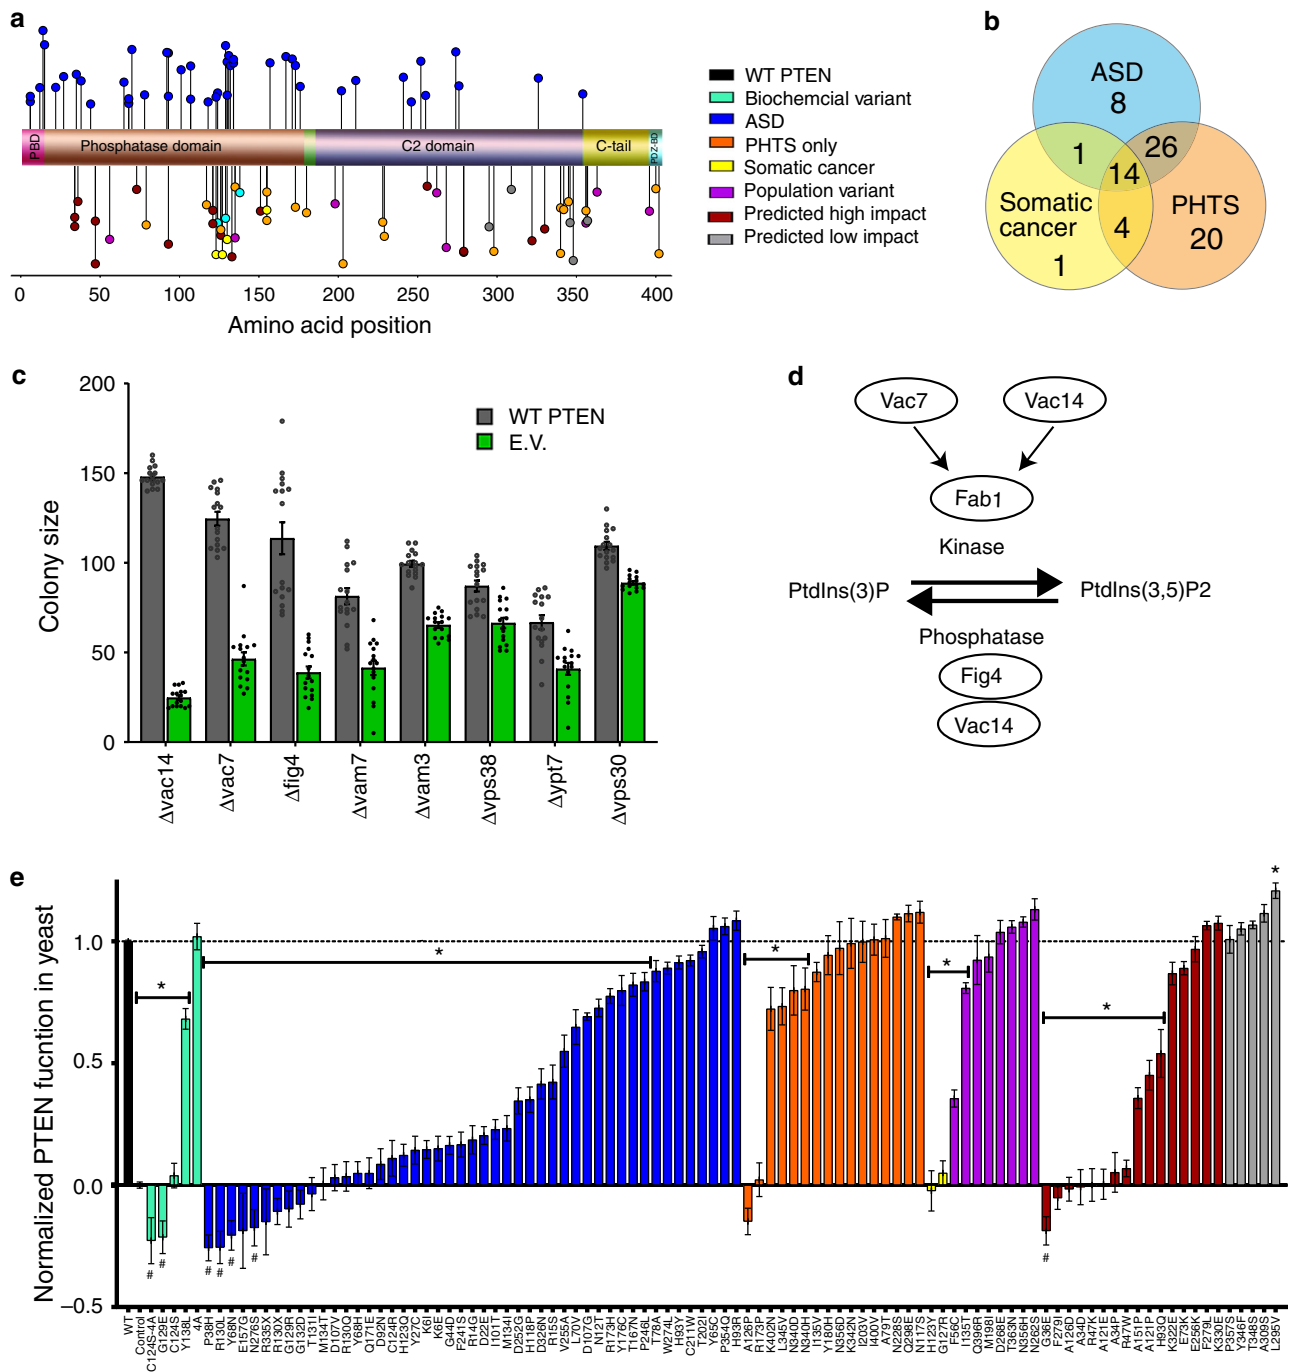 a
PBD
Phosphatase domain
C2 domain
C-tail
PDZ-BD
0 50 100 150 200 250 300 350 400
Amino acid position
WT PTEN
Biochemcial variant
ASD
PHTS only
Somatic cancer
Population variant
Predicted high impact
Predicted low impact
b
ASD
8
1
26
14
Somatic
cancer
4
PHTS
20
1
c
200
150
100
50
0
Colony size
WT PTEN
E.V.
Δvac14
Δvac7
Δfig4
Δvam7
Δvam3
Δvps38
Δypt7
Δvps30
d
Vac7
Vac14
Fab1
Kinase
PtdIns(3)P
PtdIns(3,5)P2
Phosphatase
Fig4
Vac14
e
Normalized PTEN fucntion in yeast
1.0
0.5
0.0
−0.5
*
*
*
*
*
*
#
#
#
#
#
#
#
WT
Control
C124S-4A
G129E
C124S
Y138L
4A
P38H
R130L
Y68N
E157G
N276S
R335X
R130X
G129R
G132D
T131I
M134T
D107V
R130Q
Y68H
Q171E
D92N
C124R
H123Q
Y27C
K6I
K6E
G44D
F241S
R14G
D22E
I101T
M134I
D252G
H118P
D326N
R15S
V255A
L70V
D107G
N12T
R173H
Y176C
T167N
P246L
T78A
W274L
H93Y
C211W
T202I
Y65C
P354Q
H93R
A126P
R173P
K402N
L345V
N340D
N340H
I135V
Y180H
N356D
K342N
I203V
I400V
A79T
N228S
Q298E
N117S
H123Y
G127R
F56C
I135T
Q396R
M198I
D268E
T363N
N356H
N262S
G36E
F279I
A126D
A34D
R47K
A121E
A34P
R47W
A151P
A121P
H93Q
K322E
E73K
E256K
F279L
K330E
P357S
Y346F
T348S
A309S
L295V